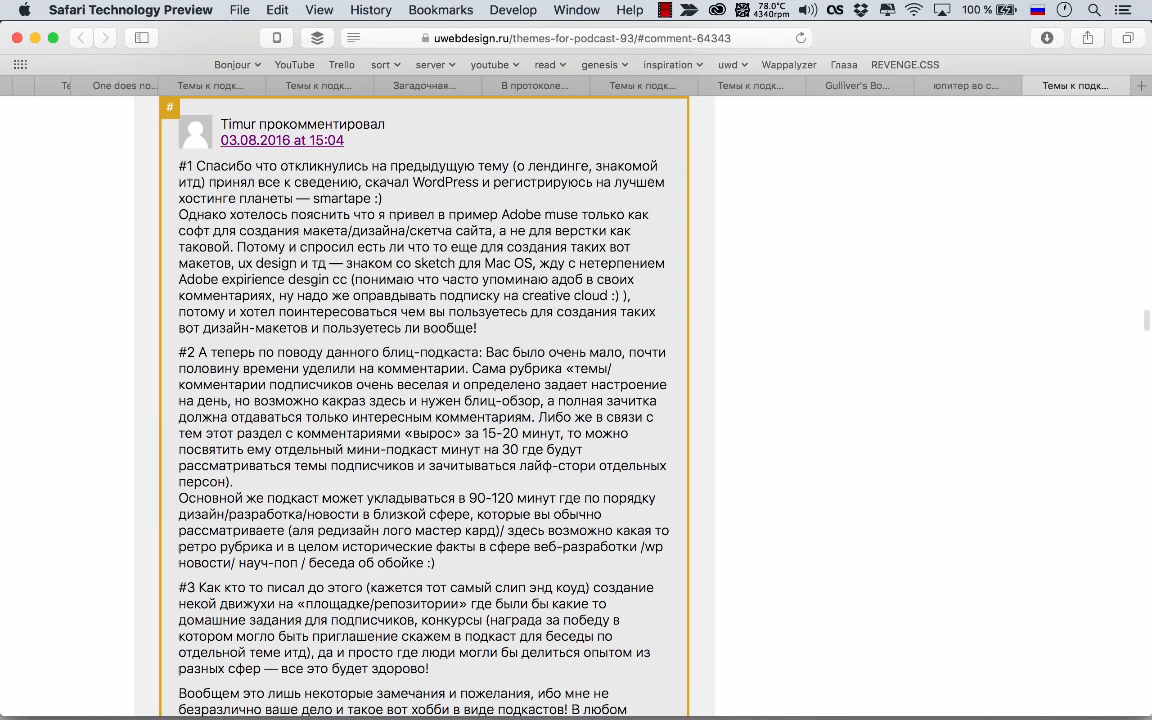 Safari Technology Preview File Edit View History Bookmarks Develop Window Help 78.0°C 4340rpm 100 %
uwebdesign.ru/themes-for-podcast-93/#comment-64343
Bonjour YouTube Trello sort server youtube read genesis inspiration uwd Wappalyzer Глаза REVENGE.CSS
Те One does no... Темы к подк... Темы к подк... Загадочная... В протоколе... Темы к подк... Темы к подк... Gulliver's Bo... юпитер во с... Темы к подк...
#
Timur прокомментировал
03.08.2016 at 15:04
#1 Спасибо что откликнулись на предыдущую тему (о лендинге, знакомой
итд) принял все к сведению, скачал WordPress и регистрируюсь на лучшем
хостинге планеты — smartape :)
Однако хотелось пояснить что я привел в пример Adobe muse только как
софт для создания макета/дизайна/скетча сайта, а не для верстки как
таковой. Потому и спросил есть ли что то еще для создания таких вот
макетов, ux design и тд — знаком со sketch для Mac OS, жду с нетерпением
Adobe expirience desgin cc (понимаю что часто упоминаю адоб в своих
комментариях, ну надо же оправдывать подписку на creative cloud :) ),
потому и хотел поинтересоваться чем вы пользуетесь для создания таких
вот дизайн-макетов и пользуетесь ли вообще!
#2 А теперь по поводу данного блиц-подкаста: Вас было очень мало, почти
половину времени уделили на комментарии. Сама рубрика «темы/
комментарии подписчиков очень веселая и определено задает настроение
на день, но возможно какраз здесь и нужен блиц-обзор, а полная зачитка
должна отдаваться только интересным комментариям. Либо же в связи с
тем этот раздел с комментариями «вырос» за 15-20 минут, то можно
посвятить ему отдельный мини-подкаст минут на 30 где будут
рассматриваться темы подписчиков и зачитываться лайф-стори отдельных
персон).
Основной же подкаст может укладываться в 90-120 минут где по порядку
дизайн/разработка/новости в близкой сфере, которые вы обычно
рассматриваете (аля редизайн лого мастер кард)/ здесь возможно какая то
ретро рубрика и в целом исторические факты в сфере веб-разработки /wp
новости/ науч-поп / беседа об обойке :)
#3 Как кто то писал до этого (кажется тот самый слип энд коуд) создание
некой движухи на «площадке/репозитории» где были бы какие то
домашние задания для подписчиков, конкурсы (награда за победу в
котором могло быть приглашение скажем в подкаст для беседы по
отдельной теме итд), да и просто где люди могли бы делиться опытом из
разных сфер — все это будет здорово!
Вообщем это лишь некоторые замечания и пожелания, ибо мне не
безразлично ваше дело и такое вот хобби в виде подкастов! В любом